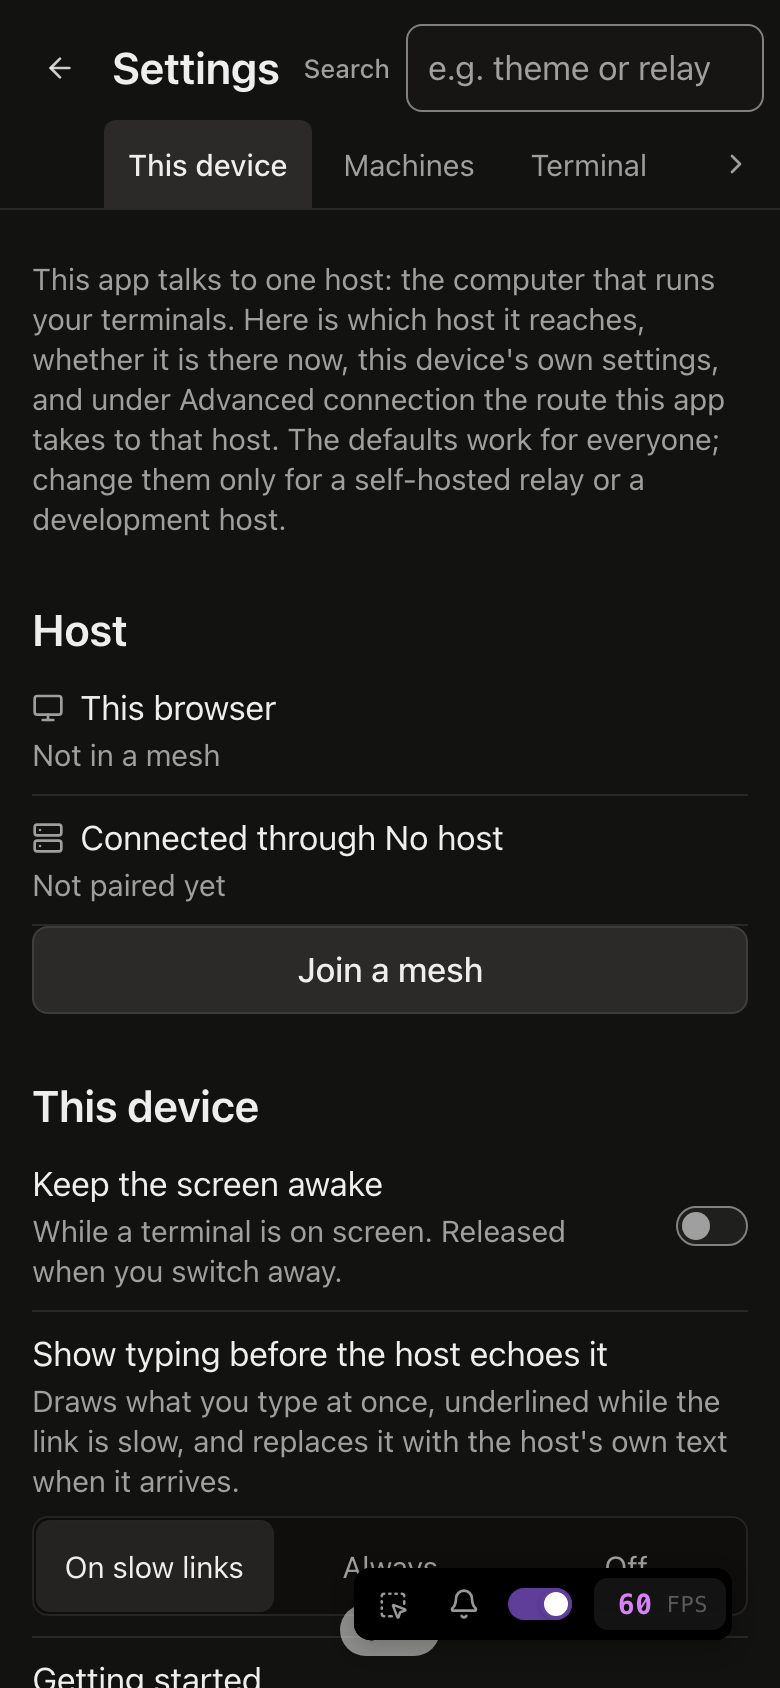 Settings
Search
e.g. theme or relay
This device
Machines
Terminal
This app talks to one host: the computer that runs
your terminals. Here is which host it reaches,
whether it is there now, this device's own settings,
and under Advanced connection the route this app
takes to that host. The defaults work for everyone;
change them only for a self-hosted relay or a
development host.
Host
This browser
Not in a mesh
Connected through No host
Not paired yet
Join a mesh
This device
Keep the screen awake
While a terminal is on screen. Released
when you switch away.
Show typing before the host echoes it
Draws what you type at once, underlined while the
link is slow, and replaces it with the host's own text
when it arrives.
On slow links
Always
Off
60 FPS
Getting started